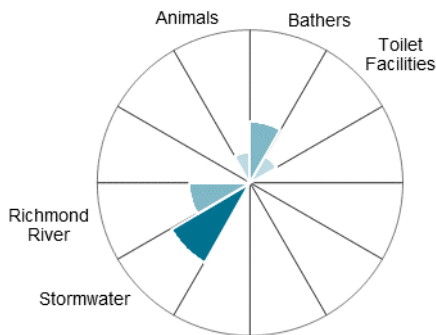 Animals
Bathers
Toilet
Facilities
Richmond
River
Stormwater